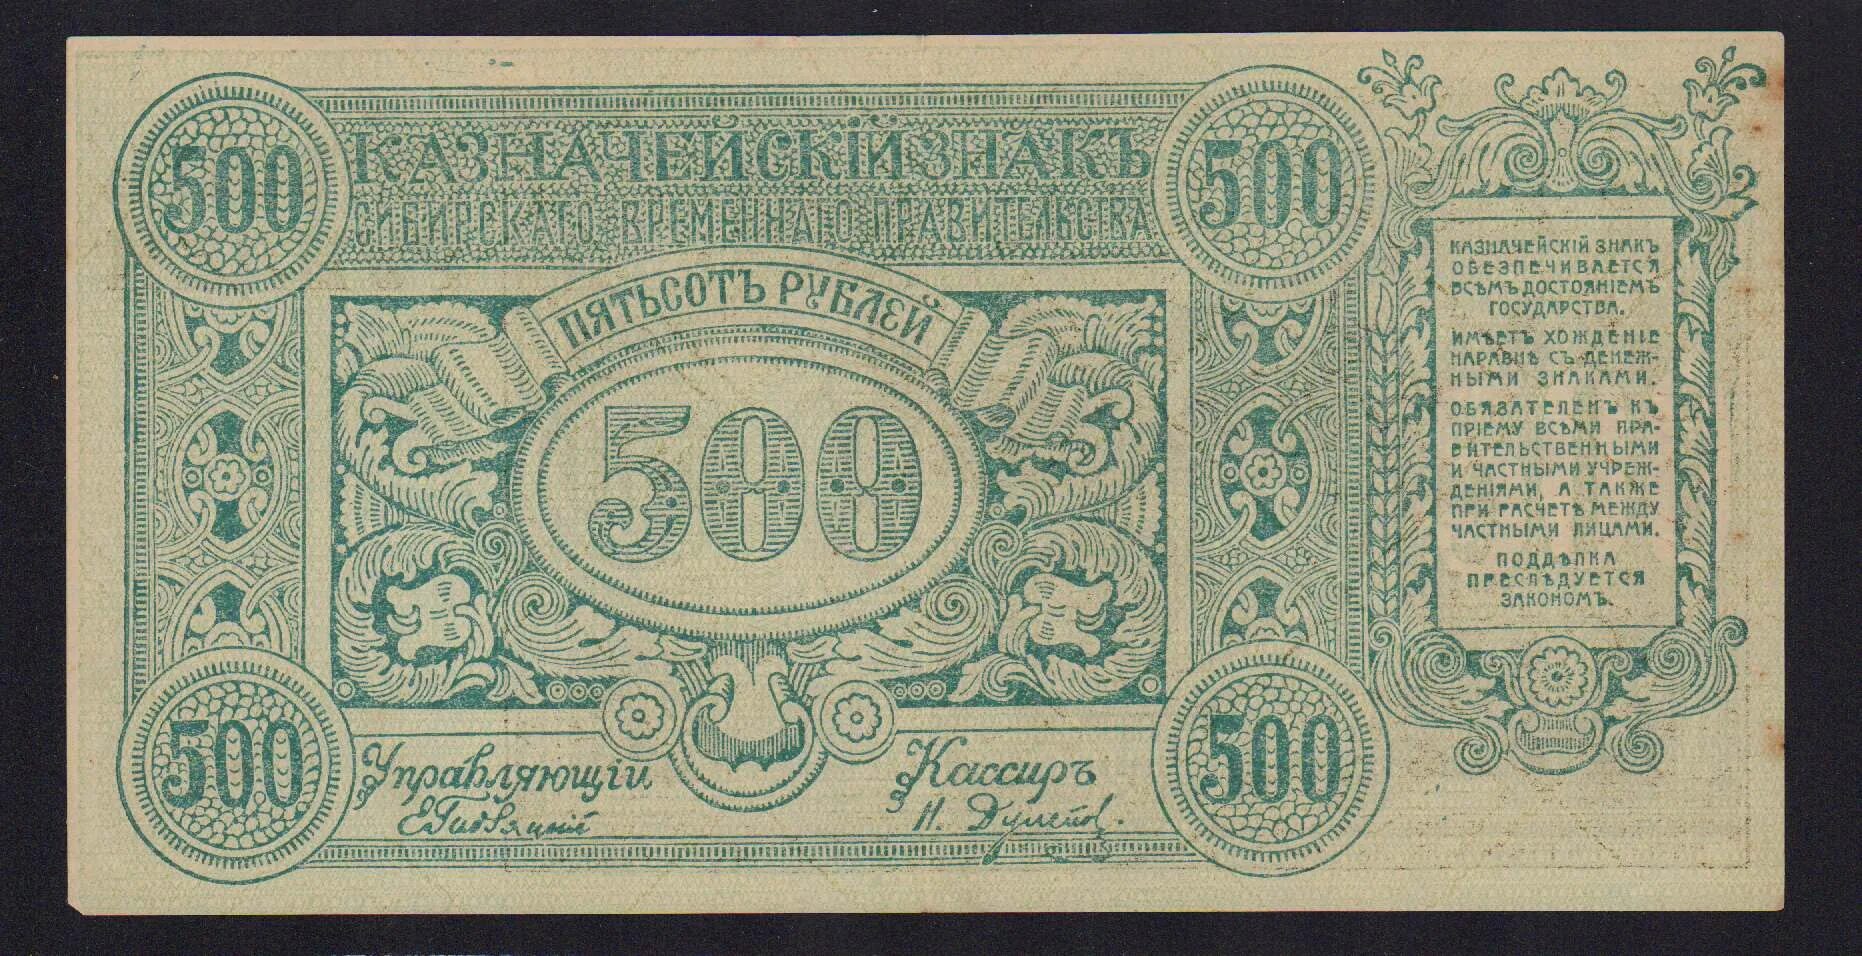 500
500
КАЗНАЧЕЙСКІЙ ЗНАКЪ
СИБИРСКАГО ВРЕМЕННАГО ПРАВИТЕЛЬСТВА
ПЯТЬСОТЪ РУБЛЕЙ
500
500
500
Управляющій
Кассиръ
Н.
КАЗНАЧЕЙСКІЙ ЗНАКЪ
ОБЕЗПЕЧИВАЕТСЯ
ВСѢМЪ ДОСТОЯНІЕМЪ
ГОСУДАРСТВА.
ИМѢЕТЪ ХОЖДЕНІЕ
НАРАВНѢ СЪ ДЕНЕЖ-
НЫМИ ЗНАКАМИ.
ОБЯЗАТЕЛЕНЪ КЪ
ПРІЕМУ ВСѢМИ ПРА-
ВИТЕЛЬСТВЕННЫМИ
И ЧАСТНЫМИ УЧРЕЖ-
ДЕНІЯМИ, А ТАКЖЕ
ПРИ РАСЧЕТѢ МЕЖДУ
ЧАСТНЫМИ ЛИЦАМИ.
ПОДДѢЛКА
ПРЕСЛѢДУЕТСЯ
ЗАКОНОМЪ.